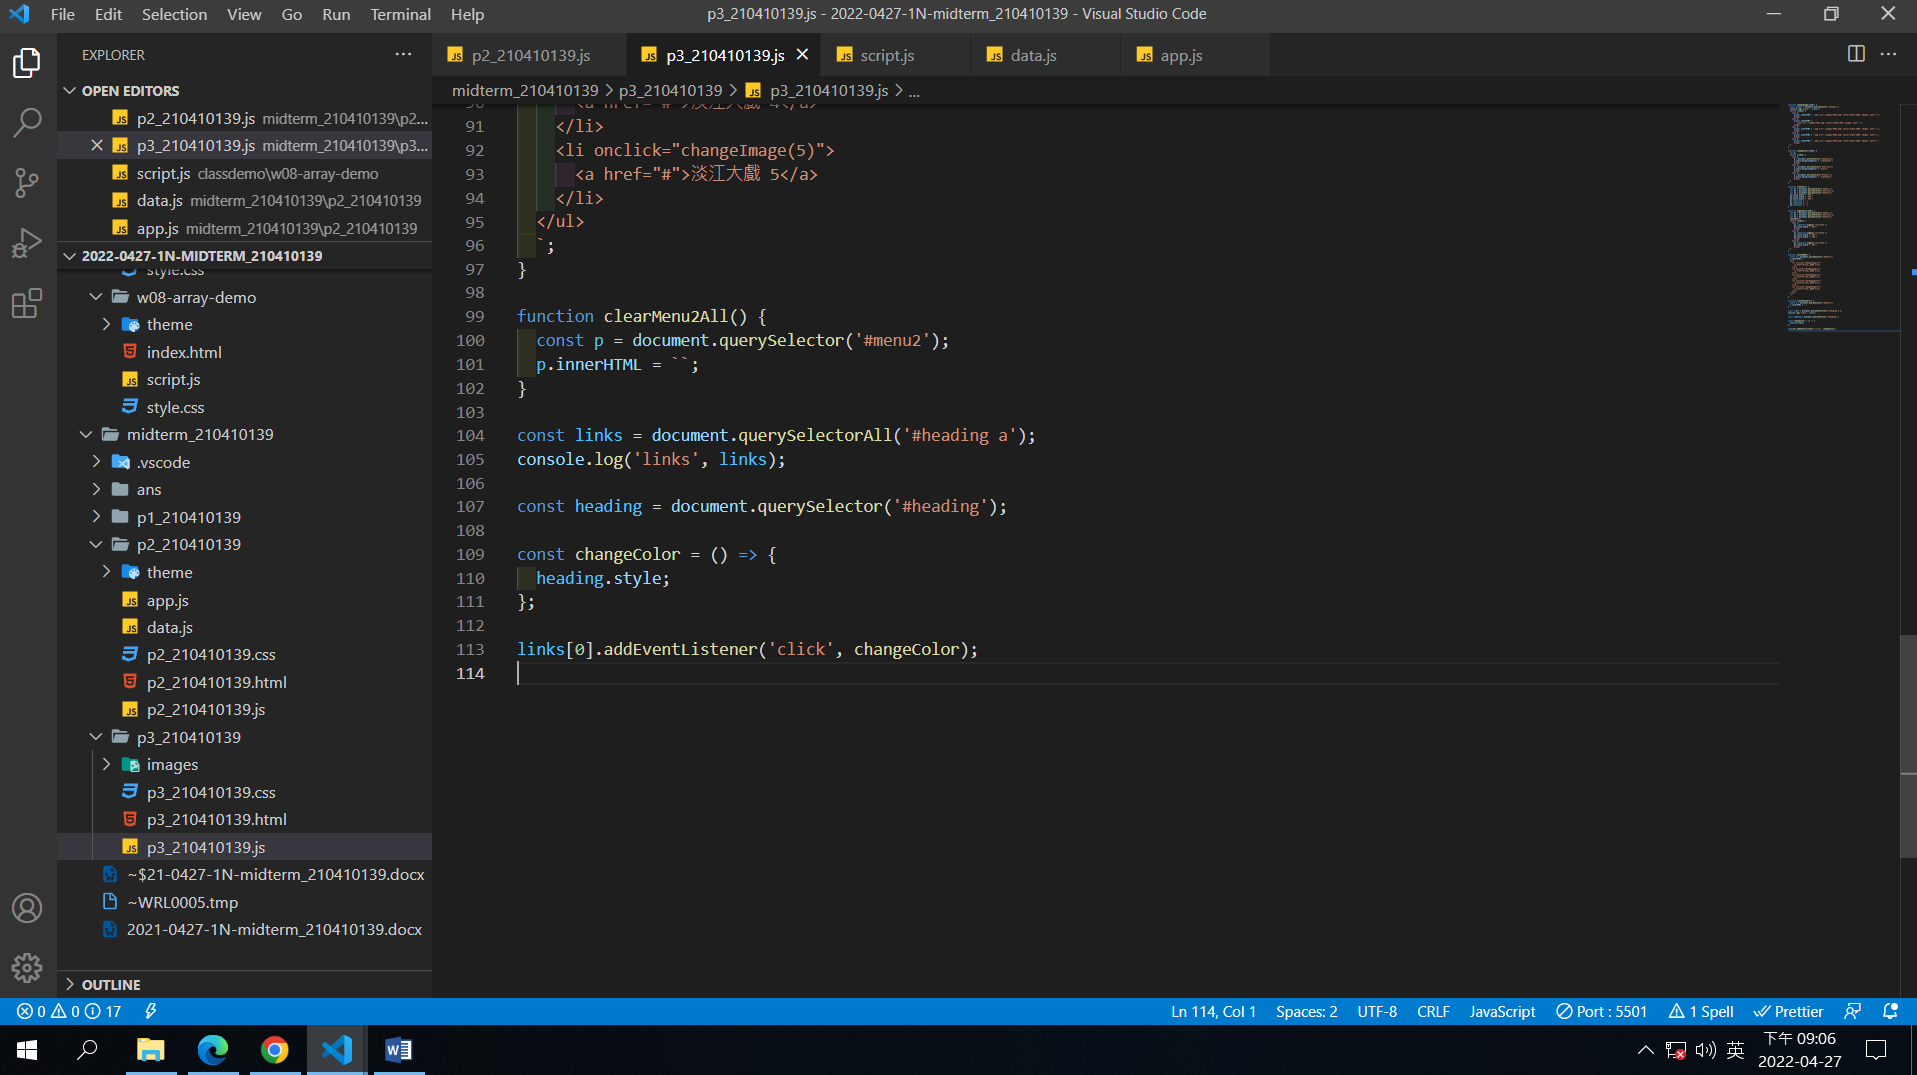 File Edit Selection View Go Run Terminal Help
p3_210410139.js - 2022-0427-1N-midterm_210410139 - Visual Studio Code
EXPLORER
OPEN EDITORS
p2_210410139.js midterm_210410139\p2...
p3_210410139.js midterm_210410139\p3...
script.js classdemo\w08-array-demo
data.js midterm_210410139\p2_210410139
app.js midterm_210410139\p2_210410139
2022-0427-1N-MIDTERM_210410139
style.css
w08-array-demo
theme
index.html
script.js
style.css
midterm_210410139
.vscode
ans
p1_210410139
p2_210410139
theme
app.js
data.js
p2_210410139.css
p2_210410139.html
p2_210410139.js
p3_210410139
images
p3_210410139.css
p3_210410139.html
p3_210410139.js
~$21-0427-1N-midterm_210410139.docx
~WRL0005.tmp
2021-0427-1N-midterm_210410139.docx
OUTLINE
p2_210410139.js p3_210410139.js script.js data.js app.js
midterm_210410139 > p3_210410139 > p3_210410139.js > ...
90 <a href="#">淡江大戲 4</a>
91 </li>
92 <li onclick="changeImage(5)">
93 <a href="#">淡江大戲 5</a>
94 </li>
95 </ul>
96 `;
97 }
98
99 function clearMenu2All() {
100 const p = document.querySelector('#menu2');
101 p.innerHTML = ``;
102 }
103
104 const links = document.querySelectorAll('#heading a');
105 console.log('links', links);
106
107 const heading = document.querySelector('#heading');
108
109 const changeColor = () => {
110 heading.style;
111 };
112
113 links[0].addEventListener('click', changeColor);
114
0 0 17
Ln 114, Col 1 Spaces: 2 UTF-8 CRLF JavaScript Port : 5501 1 Spell Prettier
英 下午 09:06
2022-04-27